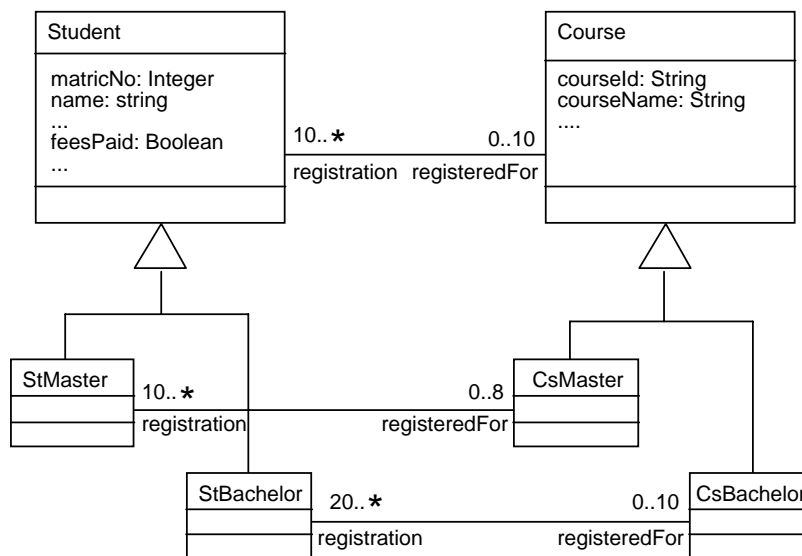 Student
Course
matricNo: Integer
name: string
...
feesPaid: Boolean
...
courseId: String
courseName: String
....
10..*
0..10
registration
registeredFor
StMaster
CsMaster
10..*
0..8
registration
registeredFor
StBachelor
CsBachelor
20..*
0..10
registration
registeredFor